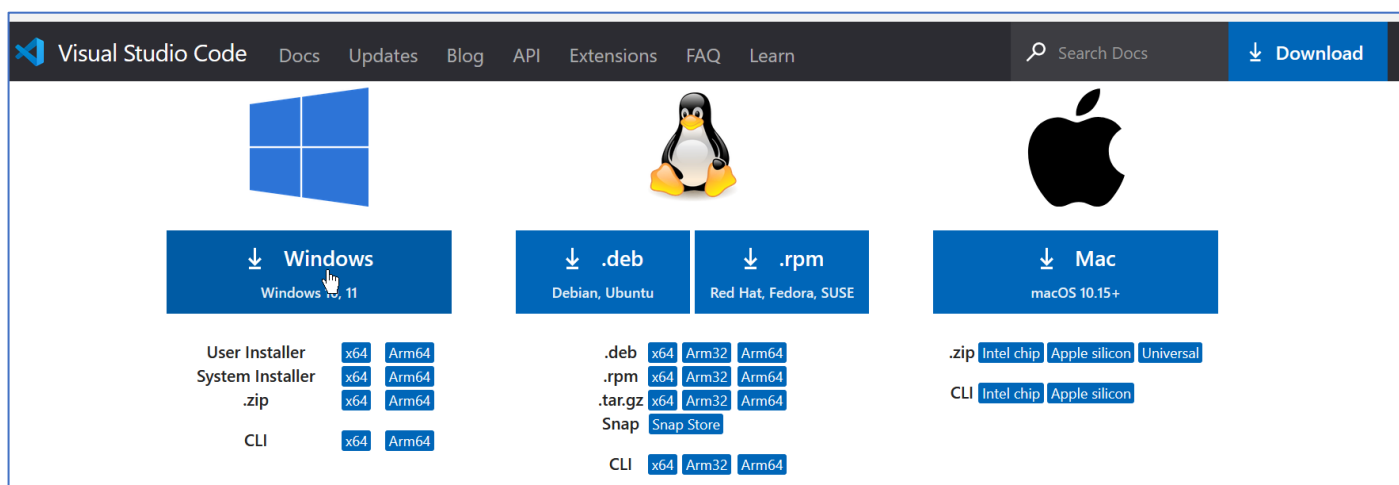 Visual Studio Code Docs Updates Blog API Extensions FAQ Learn Search Docs Download
Windows
Windows 10, 11
User Installer x64 Arm64
System Installer x64 Arm64
.zip x64 Arm64
CLI x64 Arm64
.deb
Debian, Ubuntu
.rpm
Red Hat, Fedora, SUSE
.deb x64 Arm32 Arm64
.rpm x64 Arm32 Arm64
.tar.gz x64 Arm32 Arm64
Snap Snap Store
CLI x64 Arm32 Arm64
Mac
macOS 10.15+
.zip Intel chip Apple silicon Universal
CLI Intel chip Apple silicon